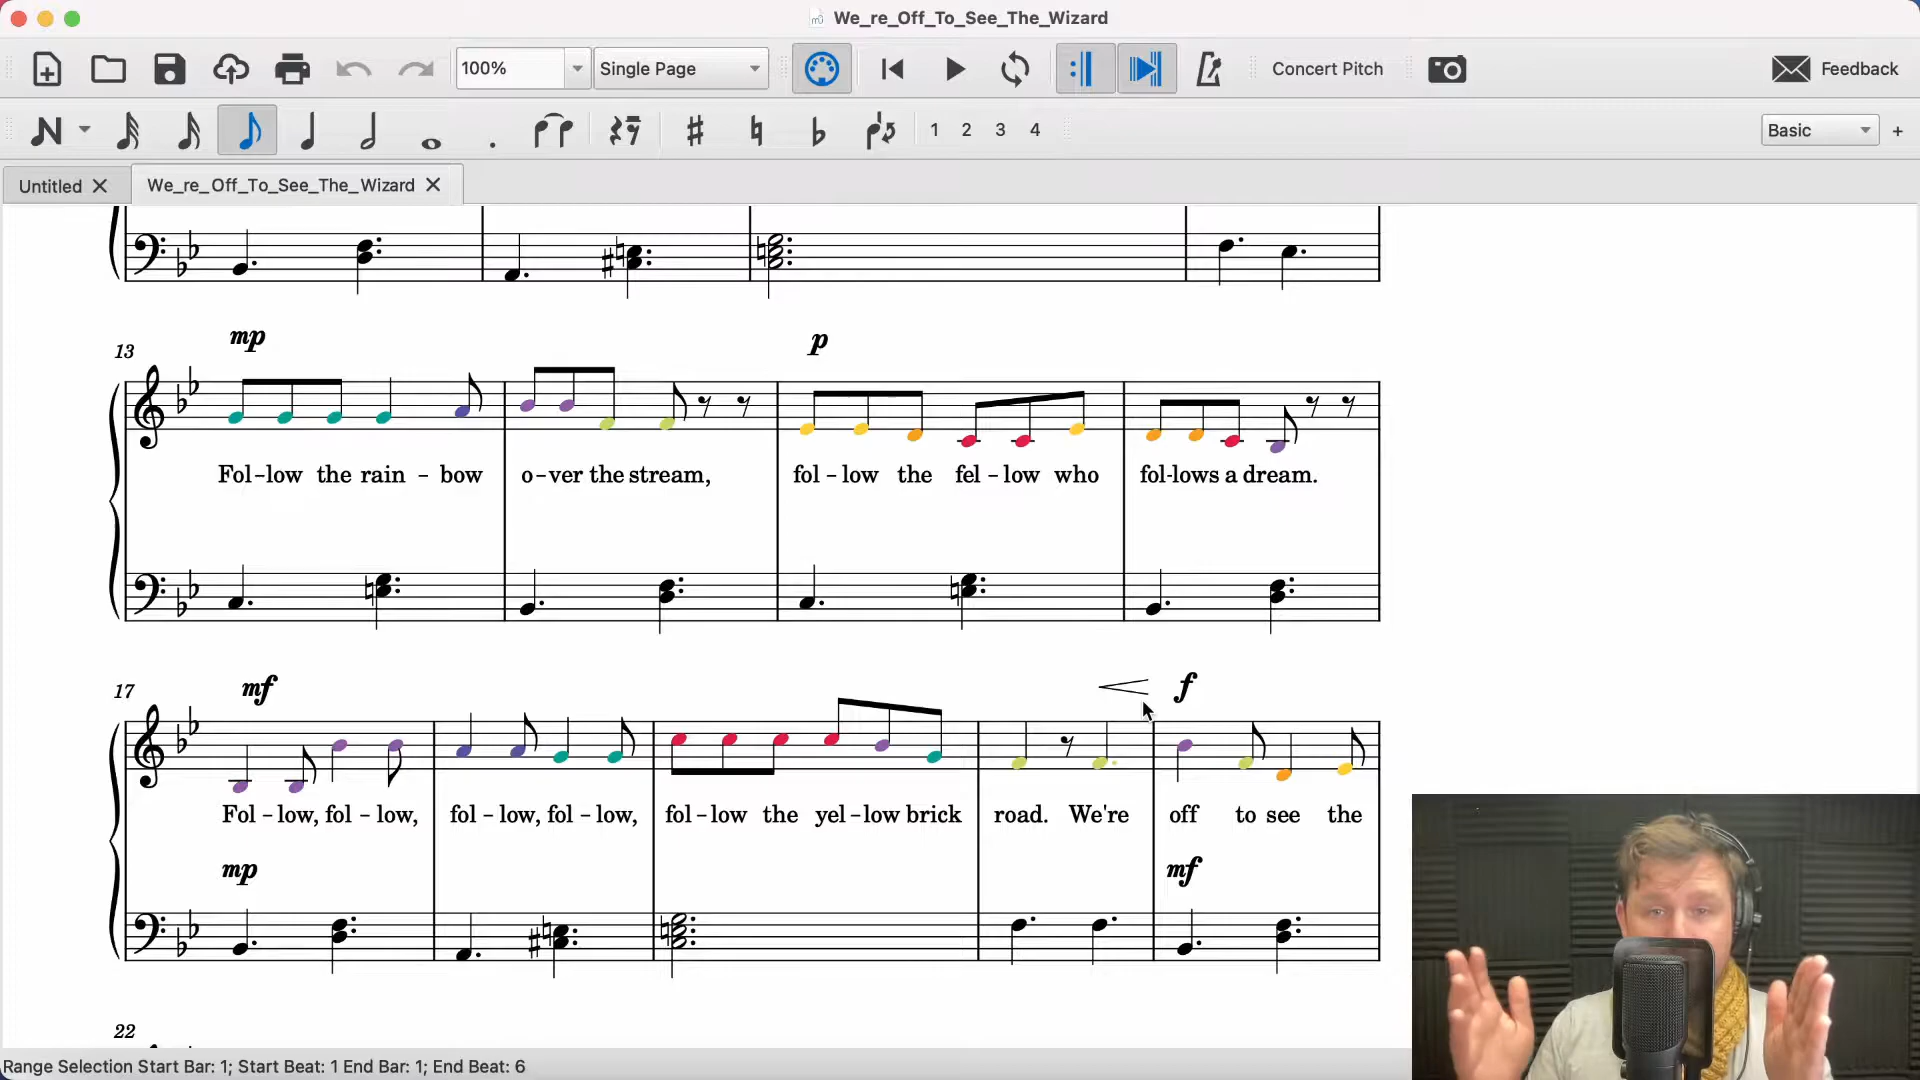 We_re_Off_To_See_The_Wizard
100% Single Page Concert Pitch Feedback
1 2 3 4 Basic +
Untitled We_re_Off_To_See_The_Wizard
mp p
13
Fol-low the rain - bow o-ver the stream, fol - low the fel - low who fol-lows a dream.
mf f
17
Fol - low, fol - low, fol - low, fol - low, fol - low the yel - low brick road. We're off to see the
mp mf
22
Range Selection Start Bar: 1; Start Beat: 1 End Bar: 1; End Beat: 6